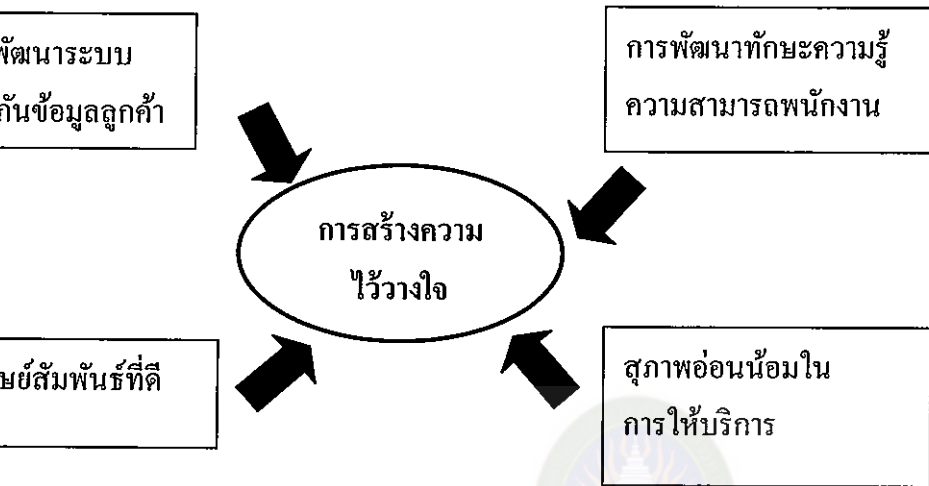 พัฒนาระบบ
กันข้อมูลลูกค้า
การพัฒนาทักษะความรู้
ความสามารถพนักงาน
การสร้างความ
ไว้วางใจ
ษย์สัมพันธ์ที่ดี
สุภาพอ่อนน้อมใน
การให้บริการ